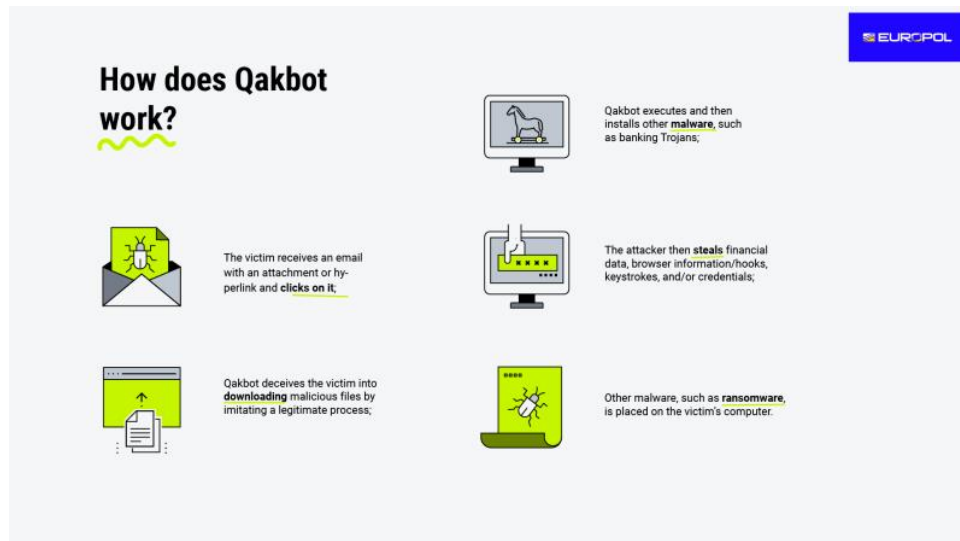 EUROPOL
How does Qakbot
work?
The victim receives an email
with an attachment or hy-
perlink and clicks on it;
Qakbot deceives the victim into
downloading malicious files by
imitating a legitimate process;
Qakbot executes and then
installs other malware, such
as banking Trojans;
The attacker then steals financial
data, browser information/hooks,
keystrokes, and/or credentials;
Other malware, such as ransomware,
is placed on the victim's computer.